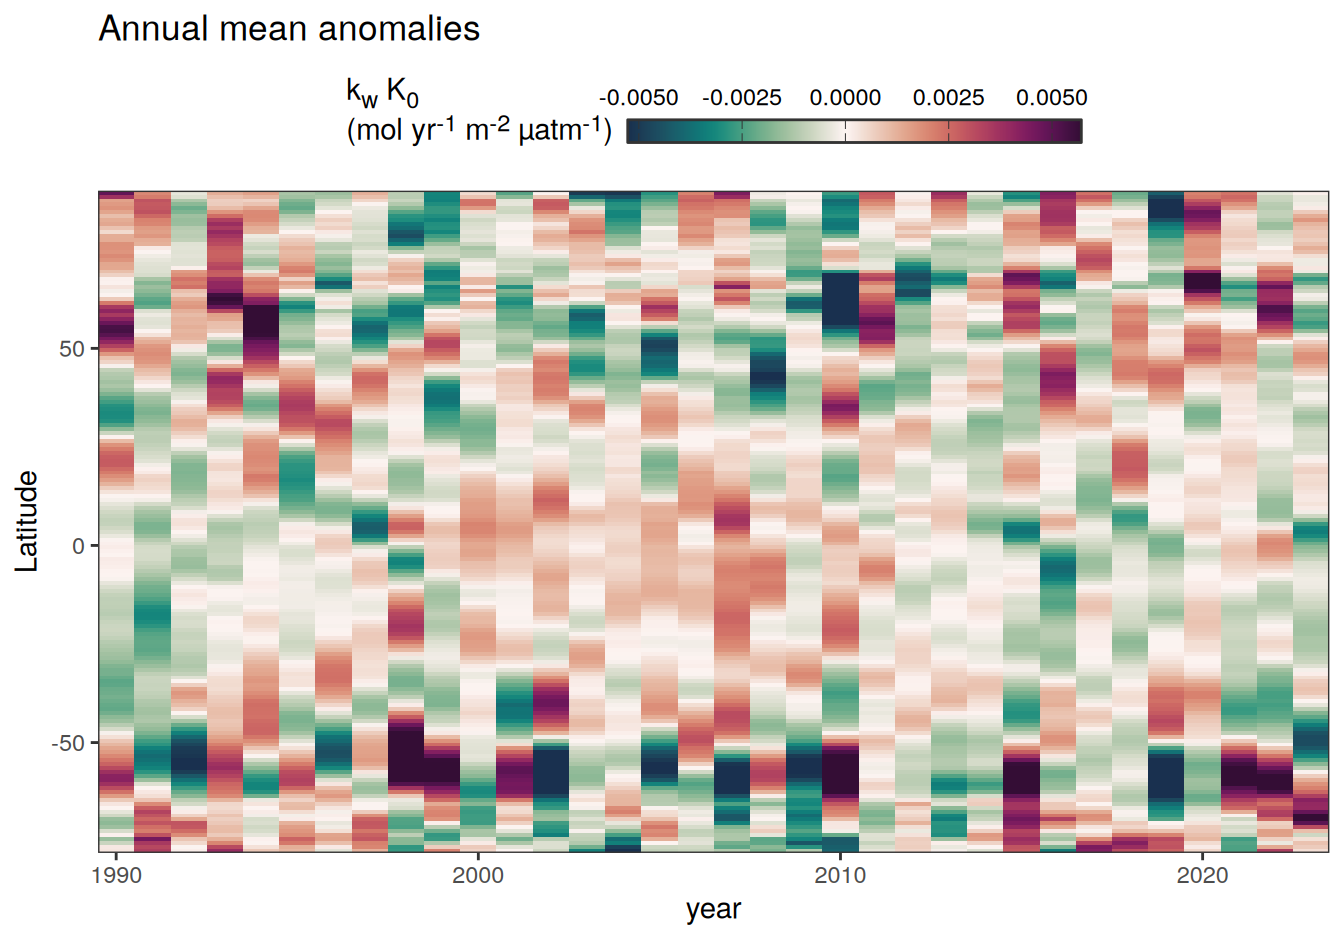 Annual mean anomalies
k_w K_0
(mol yr^-1 m^-2 µatm^-1)
-0.0050 -0.0025 0.0000 0.0025 0.0050
Latitude
50
0
-50
1990 2000 2010 2020
year